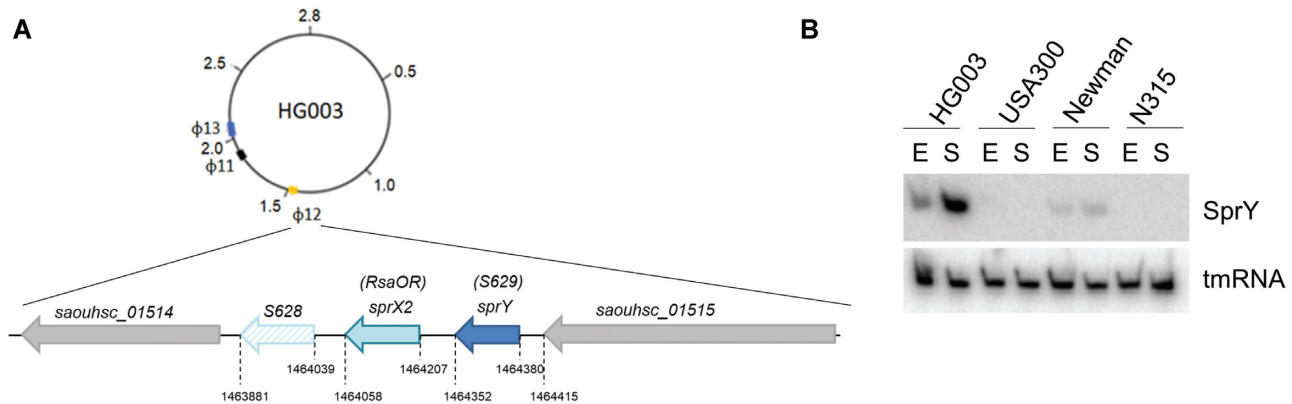 A
2.8
0.5
2.5
HG003
ϕ13
2.0
ϕ11
1.0
1.5
ϕ12
(RsaOR)
(S629)
saouhsc_01514
S628
sprX2
sprY
saouhsc_01515
1464039
1464207
1464380
1463881
1464058
1464352
1464415
B
HG003
USA300
Newman
N315
E S E S E S E S
SprY
tmRNA